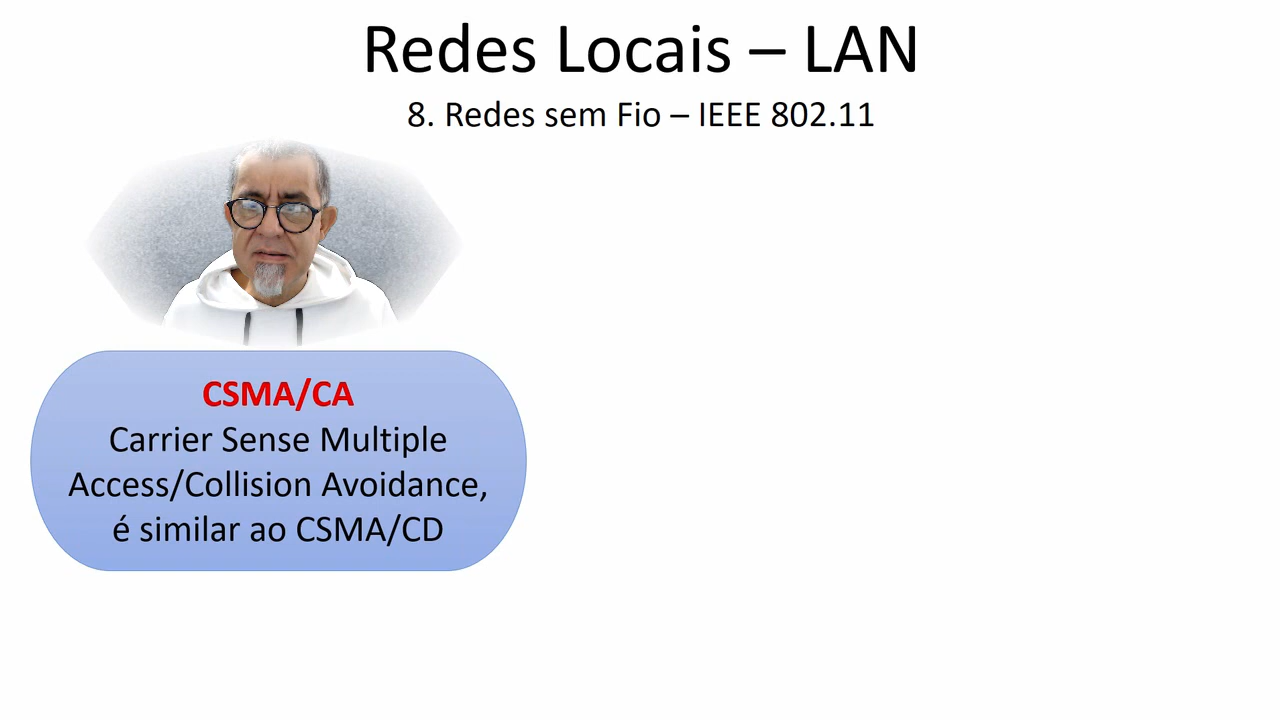 Redes Locais – LAN
8. Redes sem Fio – IEEE 802.11
CSMA/CA
Carrier Sense Multiple
Access/Collision Avoidance,
é similar ao CSMA/CD